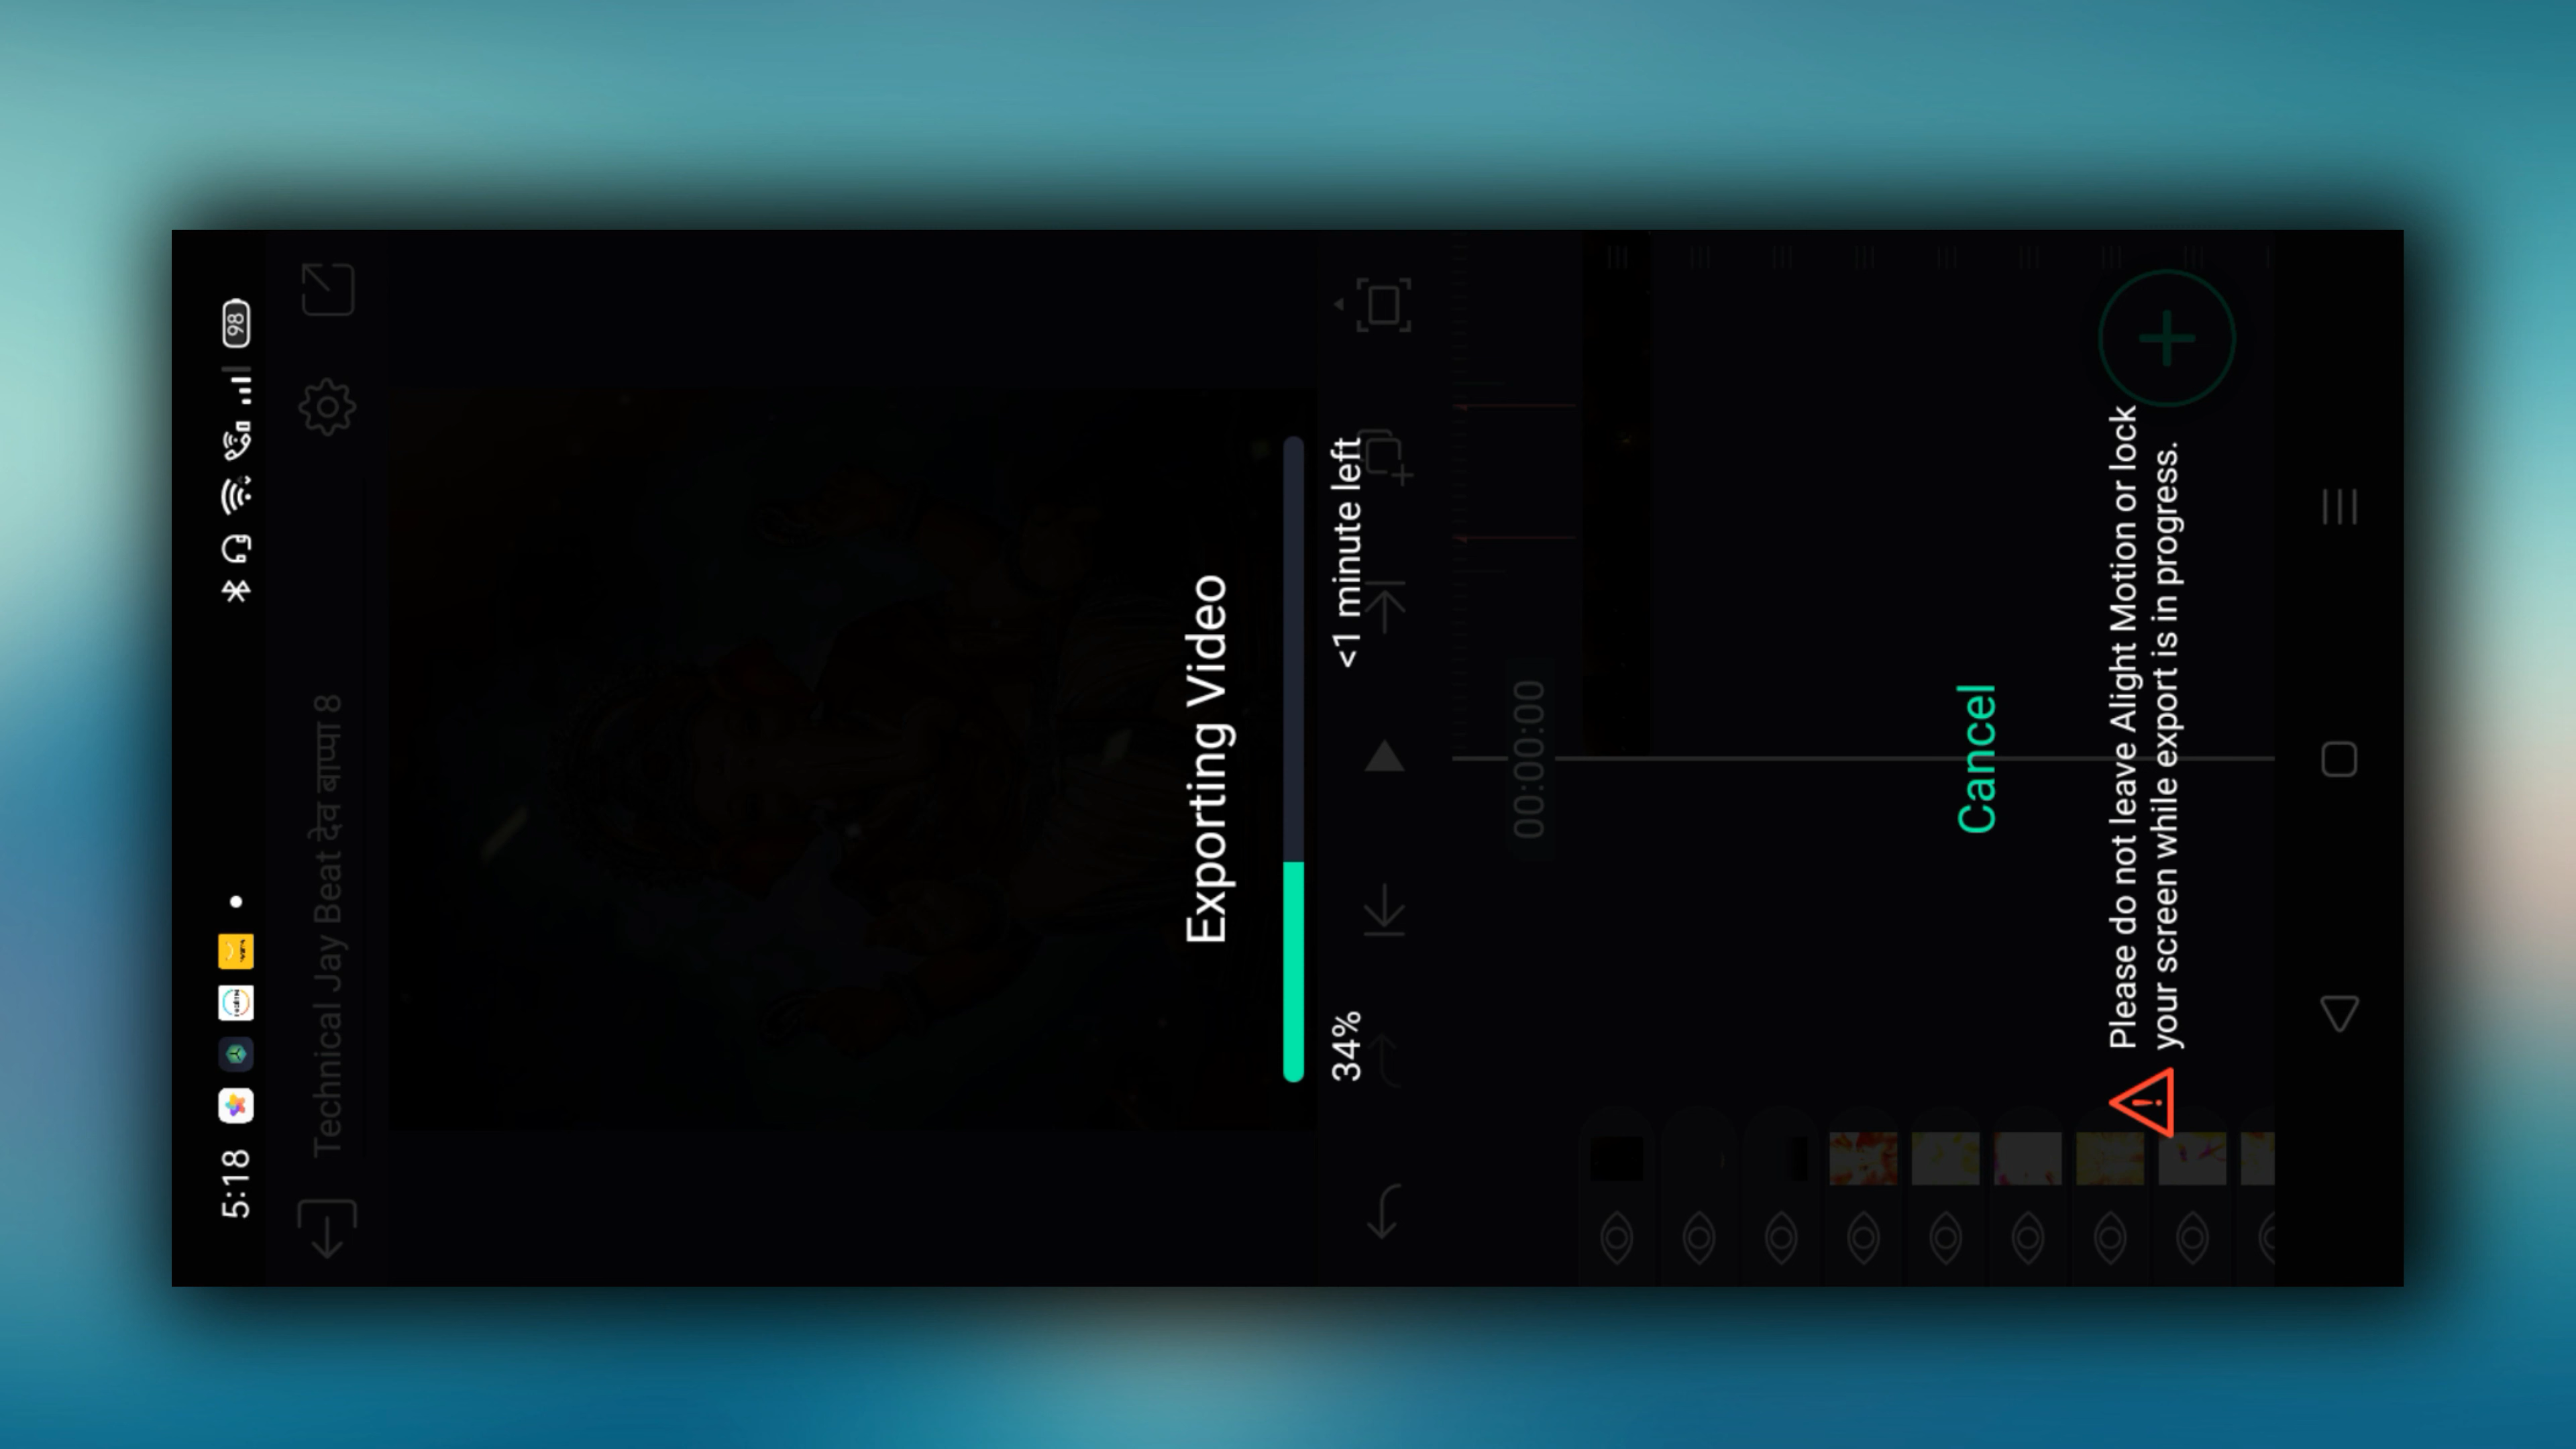 5:18
98
Technical Jay Beat देव बाप्पा 8
Exporting Video
34%
<1 minute left
00:00:00
Cancel
Please do not leave Alight Motion or lock
your screen while export is in progress.